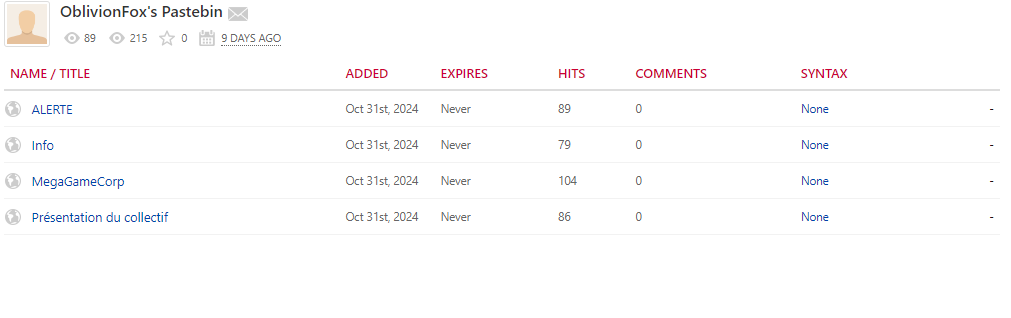 OblivionFox's Pastebin
89 215 0 9 DAYS AGO
NAME / TITLE ADDED EXPIRES HITS COMMENTS SYNTAX
ALERTE Oct 31st, 2024 Never 89 0 None -
Info Oct 31st, 2024 Never 79 0 None -
MegaGameCorp Oct 31st, 2024 Never 104 0 None -
Présentation du collectif Oct 31st, 2024 Never 86 0 None -